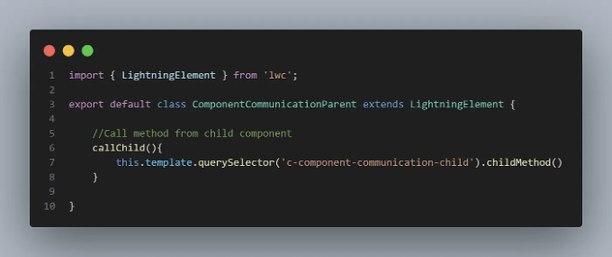 1 import { LightningElement } from 'lwc';
2
3 export default class ComponentCommunicationParent extends LightningElement {
4
5 //Call method from child component
6 callChild(){
7 this.template.querySelector('c-component-communication-child').childMethod()
8 }
9
10 }